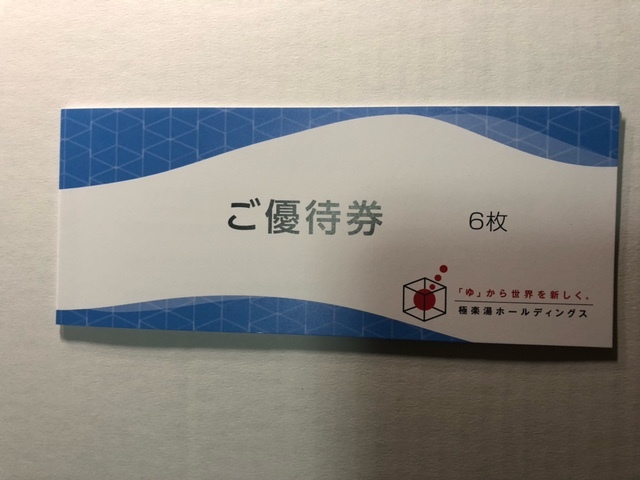 ご優待券
6枚
「ゆ」から世界を新しく。
極楽湯ホールディングス